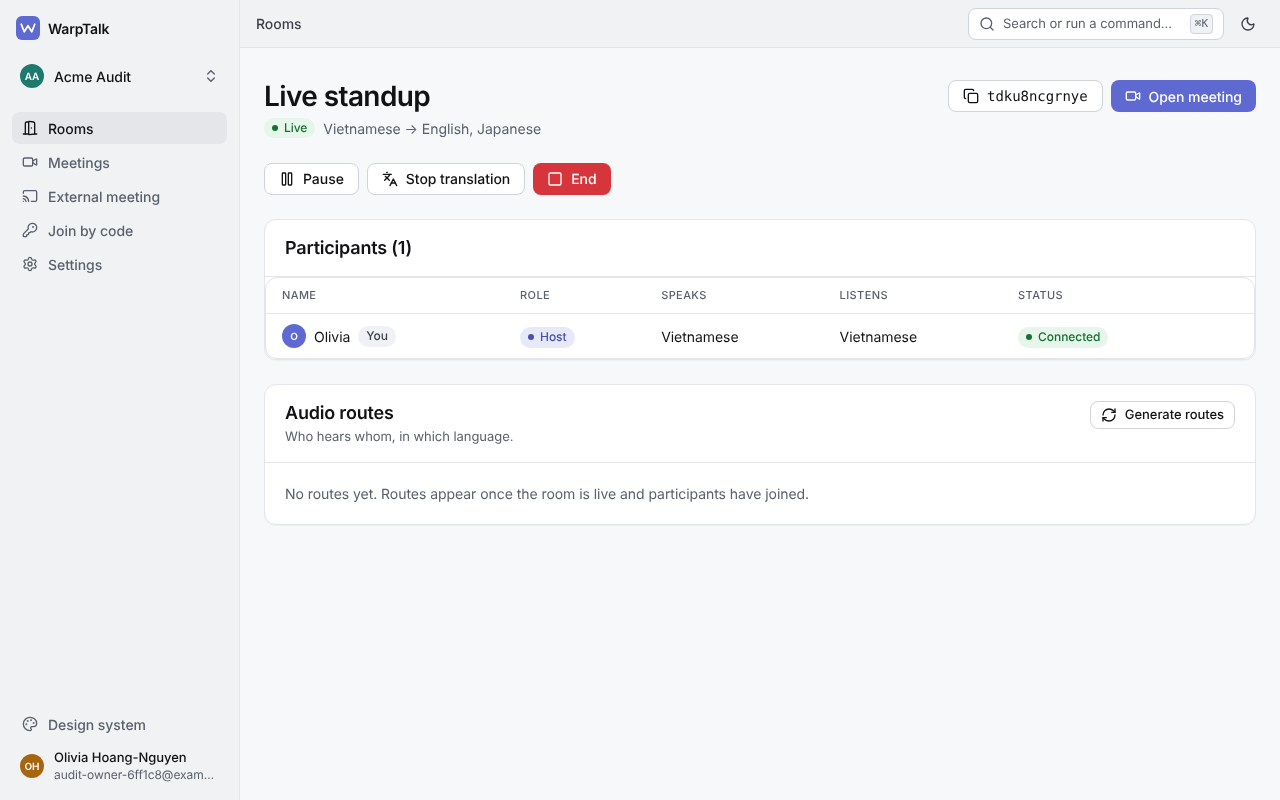 WarpTalk
AA Acme Audit
Rooms
Meetings
External meeting
Join by code
Settings
Design system
OH Olivia Hoang-Nguyen
audit-owner-6ff1c8@exam...
Rooms
Search or run a command... ⌘K
Live standup
tdku8ncgrnye
Open meeting
Live Vietnamese → English, Japanese
Pause
Stop translation
End
Participants (1)
NAME ROLE SPEAKS LISTENS STATUS
O Olivia You Host Vietnamese Vietnamese Connected
Audio routes
Who hears whom, in which language.
Generate routes
No routes yet. Routes appear once the room is live and participants have joined.